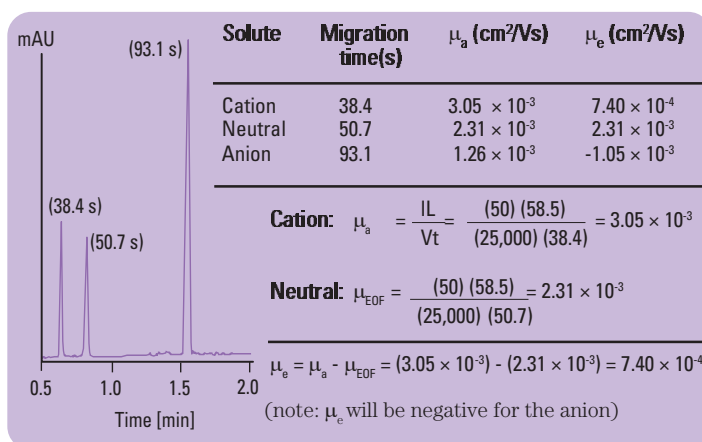 mAU
(93.1 s)
(38.4 s)
(50.7 s)
0.5 1.0 1.5 2.0
Time [min]
Solute Migration time(s) μa (cm²/Vs) μe (cm²/Vs)
Cation 38.4 3.05 × 10⁻³ 7.40 × 10⁻⁴
Neutral 50.7 2.31 × 10⁻³ 2.31 × 10⁻³
Anion 93.1 1.26 × 10⁻³ -1.05 × 10⁻³
Cation: μa = lL/Vt = (50) (58.5)/(25,000) (38.4) = 3.05 × 10⁻³
Neutral: μEOF = (50) (58.5)/(25,000) (50.7) = 2.31 × 10⁻³
μe = μa - μEOF = (3.05 × 10⁻³) - (2.31 × 10⁻³) = 7.40 × 10⁻⁴
(note: μe will be negative for the anion)